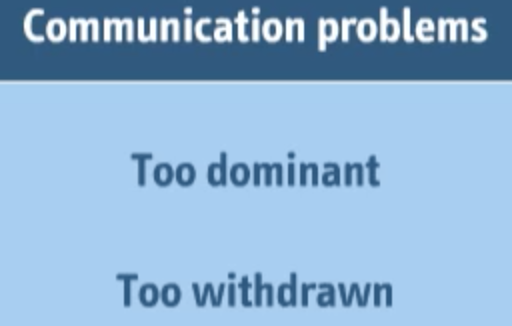 Communication problems
Too dominant
Too withdrawn